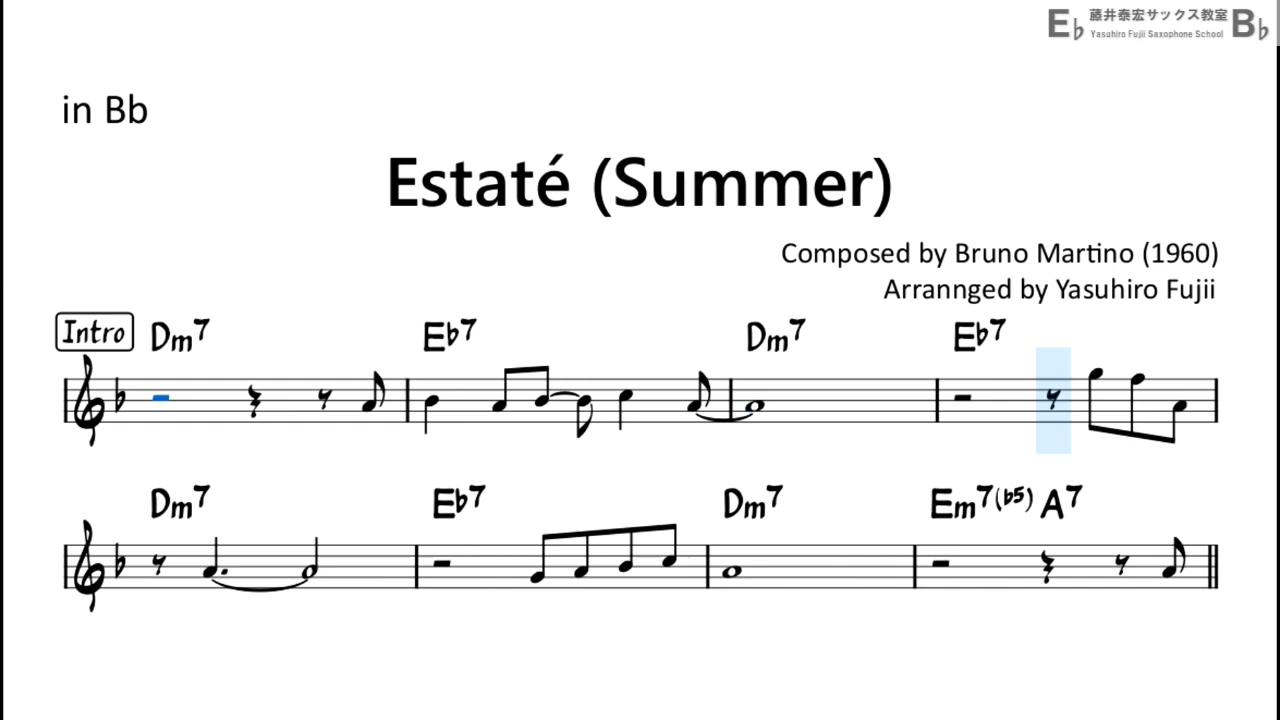 E♭ 藤井泰宏サックス教室 B♭
Yasuhiro Fujii Saxophone School
in Bb
Estaté (Summer)
Composed by Bruno Martino (1960)
Arrannged by Yasuhiro Fujii
Intro Dm7 E♭7 Dm7 E♭7
Dm7 E♭7 Dm7 Em7(♭5) A7